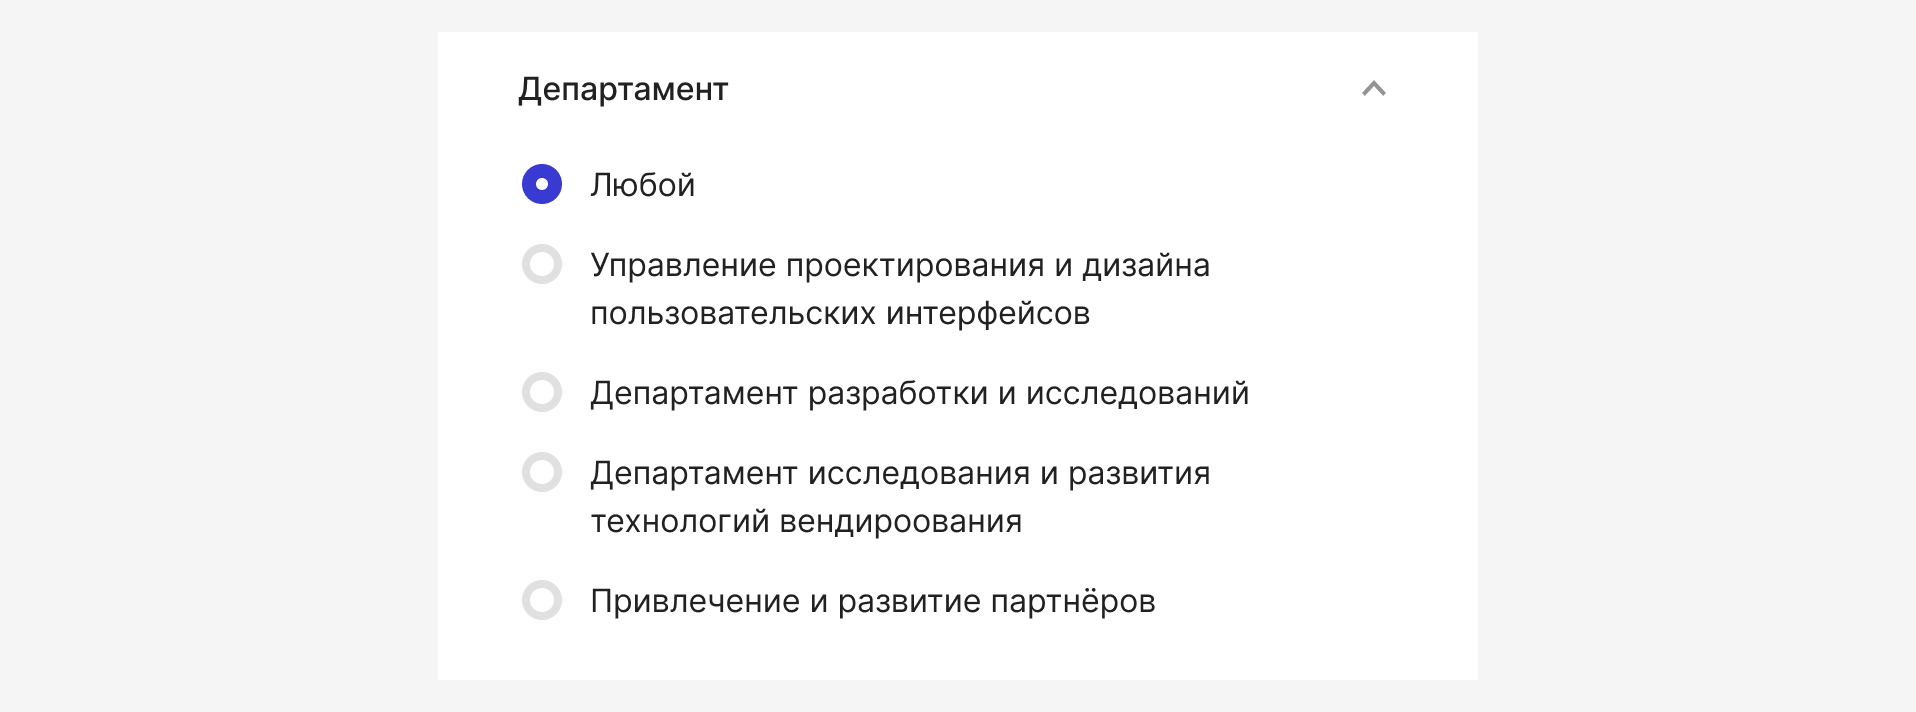 Департамент
Любой
Управление проектирования и дизайна
пользовательских интерфейсов
Департамент разработки и исследований
Департамент исследования и развития
технологий вендироования
Привлечение и развитие партнёров